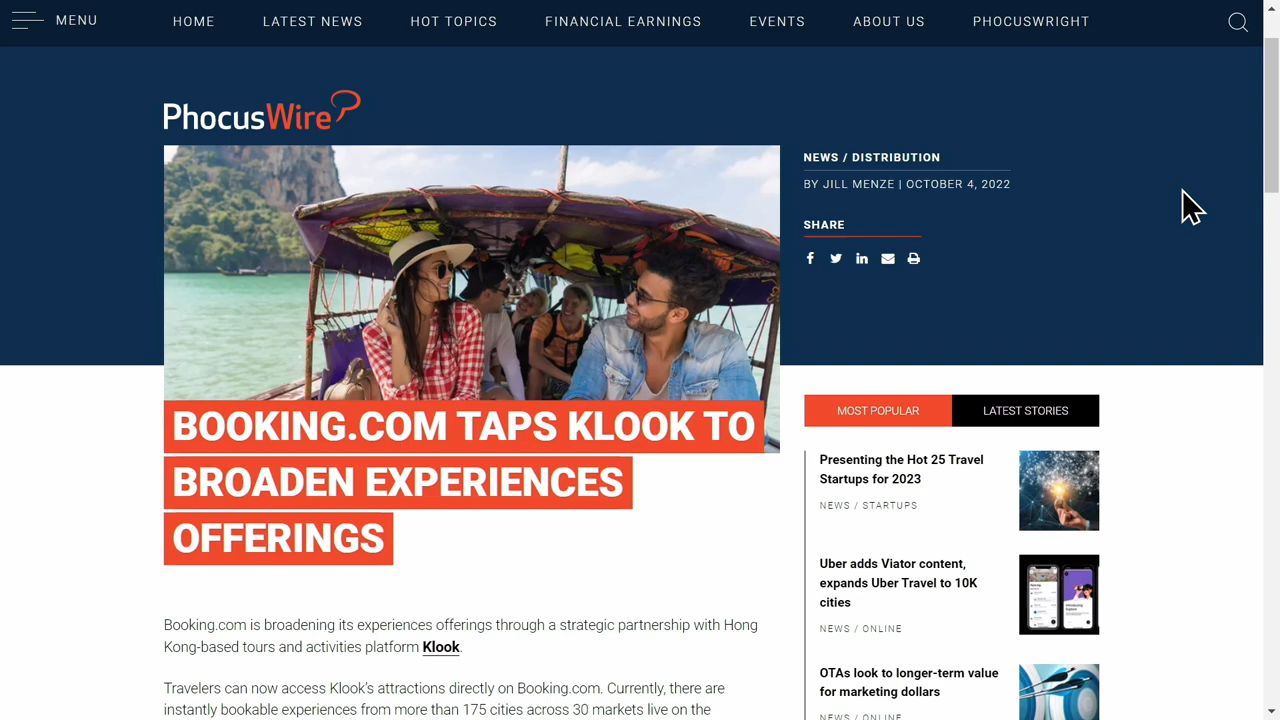 MENU
HOME
LATEST NEWS
HOT TOPICS
FINANCIAL EARNINGS
EVENTS
ABOUT US
PHOCUSWRIGHT
PhocusWire
NEWS / DISTRIBUTION
BY JILL MENZE | OCTOBER 4, 2022
SHARE
BOOKING.COM TAPS KLOOK TO
BROADEN EXPERIENCES
OFFERINGS
Booking.com is broadening its experiences offerings through a strategic partnership with Hong
Kong-based tours and activities platform Klook.
Travelers can now access Klook's attractions directly on Booking.com. Currently, there are
instantly bookable experiences from more than 175 cities across 30 markets live on the
MOST POPULAR
LATEST STORIES
Presenting the Hot 25 Travel
Startups for 2023
NEWS / STARTUPS
Uber adds Viator content,
expands Uber Travel to 10K
cities
NEWS / ONLINE
OTAs look to longer-term value
for marketing dollars
NEWS / ONLINE